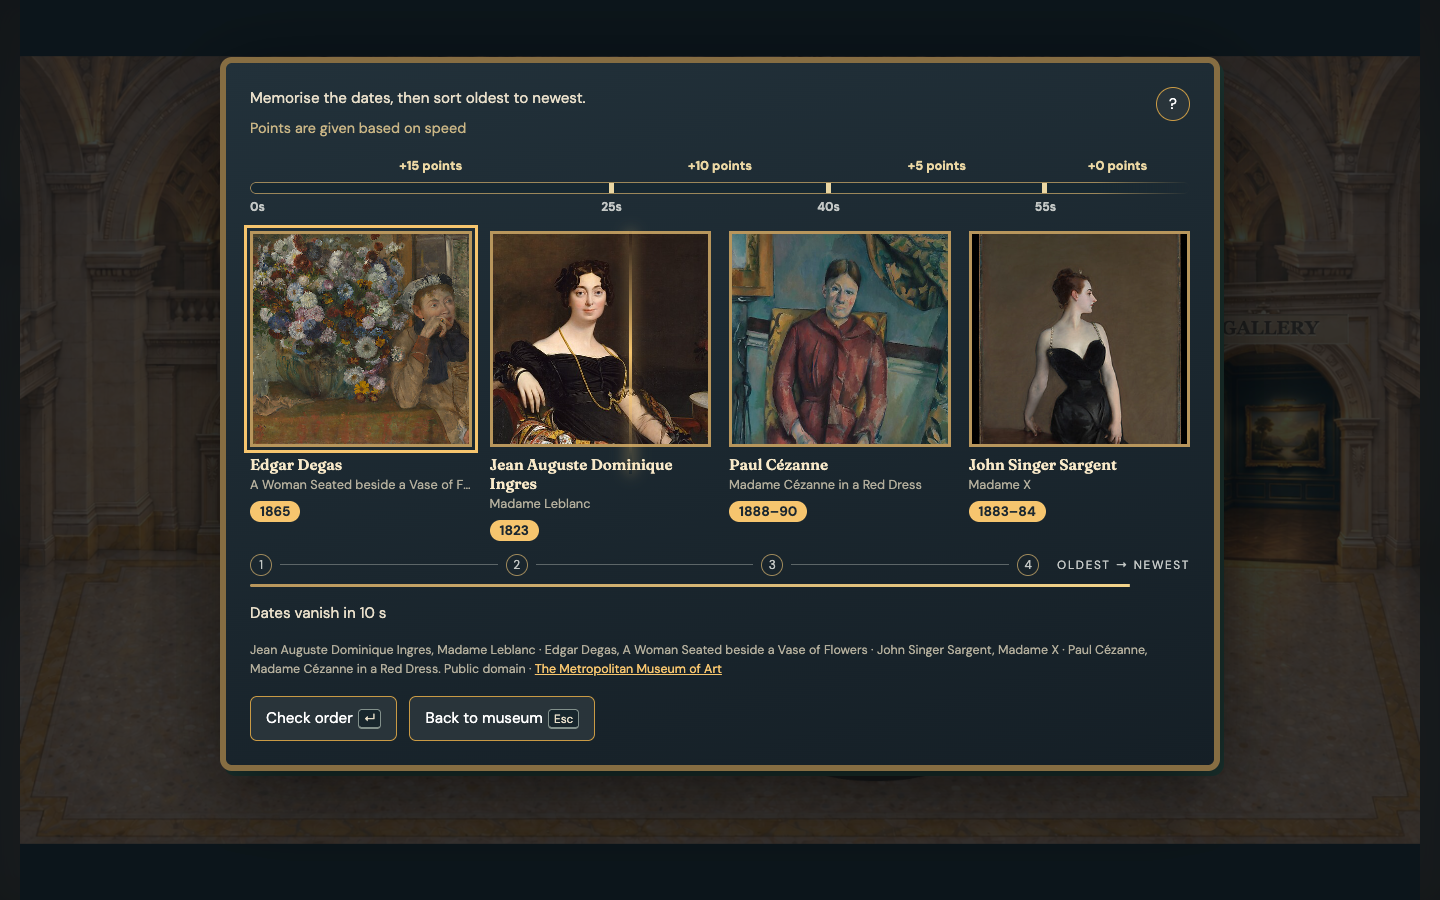 Memorise the dates, then sort oldest to newest.
?
Points are given based on speed
+15 points +10 points +5 points +0 points
0s 25s 40s 55s
GALLERY
Edgar Degas
A Woman Seated beside a Vase of F...
1865
Jean Auguste Dominique
Ingres
Madame Leblanc
1823
Paul Cézanne
Madame Cézanne in a Red Dress
1888–90
John Singer Sargent
Madame X
1883–84
1 2 3 4 OLDEST → NEWEST
Dates vanish in 10 s
Jean Auguste Dominique Ingres, Madame Leblanc · Edgar Degas, A Woman Seated beside a Vase of Flowers · John Singer Sargent, Madame X · Paul Cézanne,
Madame Cézanne in a Red Dress. Public domain · The Metropolitan Museum of Art
Check order ↵ Back to museum Esc